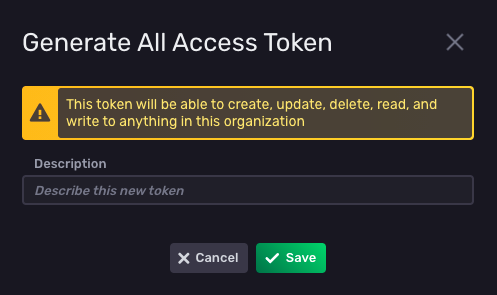 Generate All Access Token
This token will be able to create, update, delete, read, and
write to anything in this organization
Description
Describe this new token
Cancel
Save